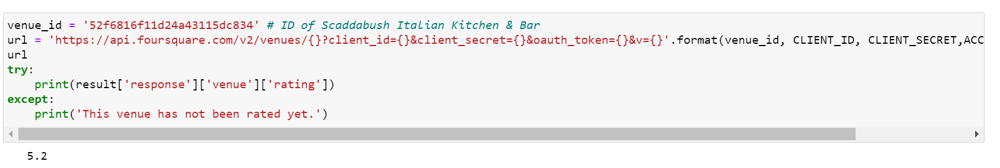 venue_id = '52f6816f11d24a43115dc834' # ID of Scaddabush Italian Kitchen & Bar
url = 'https://api.foursquare.com/v2/venues/{}?client_id={}&client_secret={}&oauth_token={}&v={}'.format(venue_id, CLIENT_ID, CLIENT_SECRET,ACC
url
try:
    print(result['response']['venue']['rating'])
except:
    print('This venue has not been rated yet.')
5.2